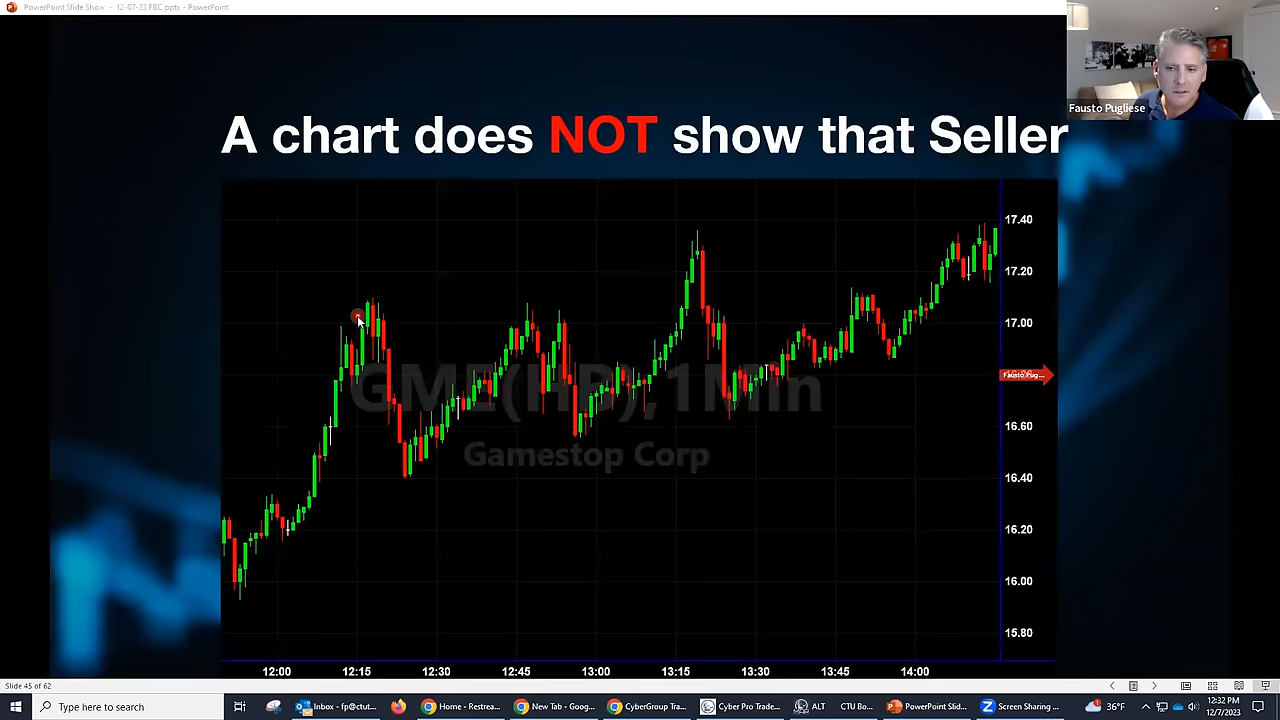 PowerPoint Slide Show - 12-07-23 FBC.pptx - PowerPoint
Fausto Pugliese
A chart does NOT show that Seller
17.40
17.20
17.00
Fausto Pug...
16.60
16.40
16.20
16.00
15.80
GME(HB),1Min
Gamestop Corp
12:00 12:15 12:30 12:45 13:00 13:15 13:30 13:45 14:00
Slide 45 of 62
Type here to search
Inbox - fp@ctut...
Home - Restrea...
New Tab - Goog...
CyberGroup Tra...
Cyber Pro Trade...
ALT
CTU Bo...
PowerPoint Slid...
Screen Sharing ...
36°F
12:32 PM
12/7/2023